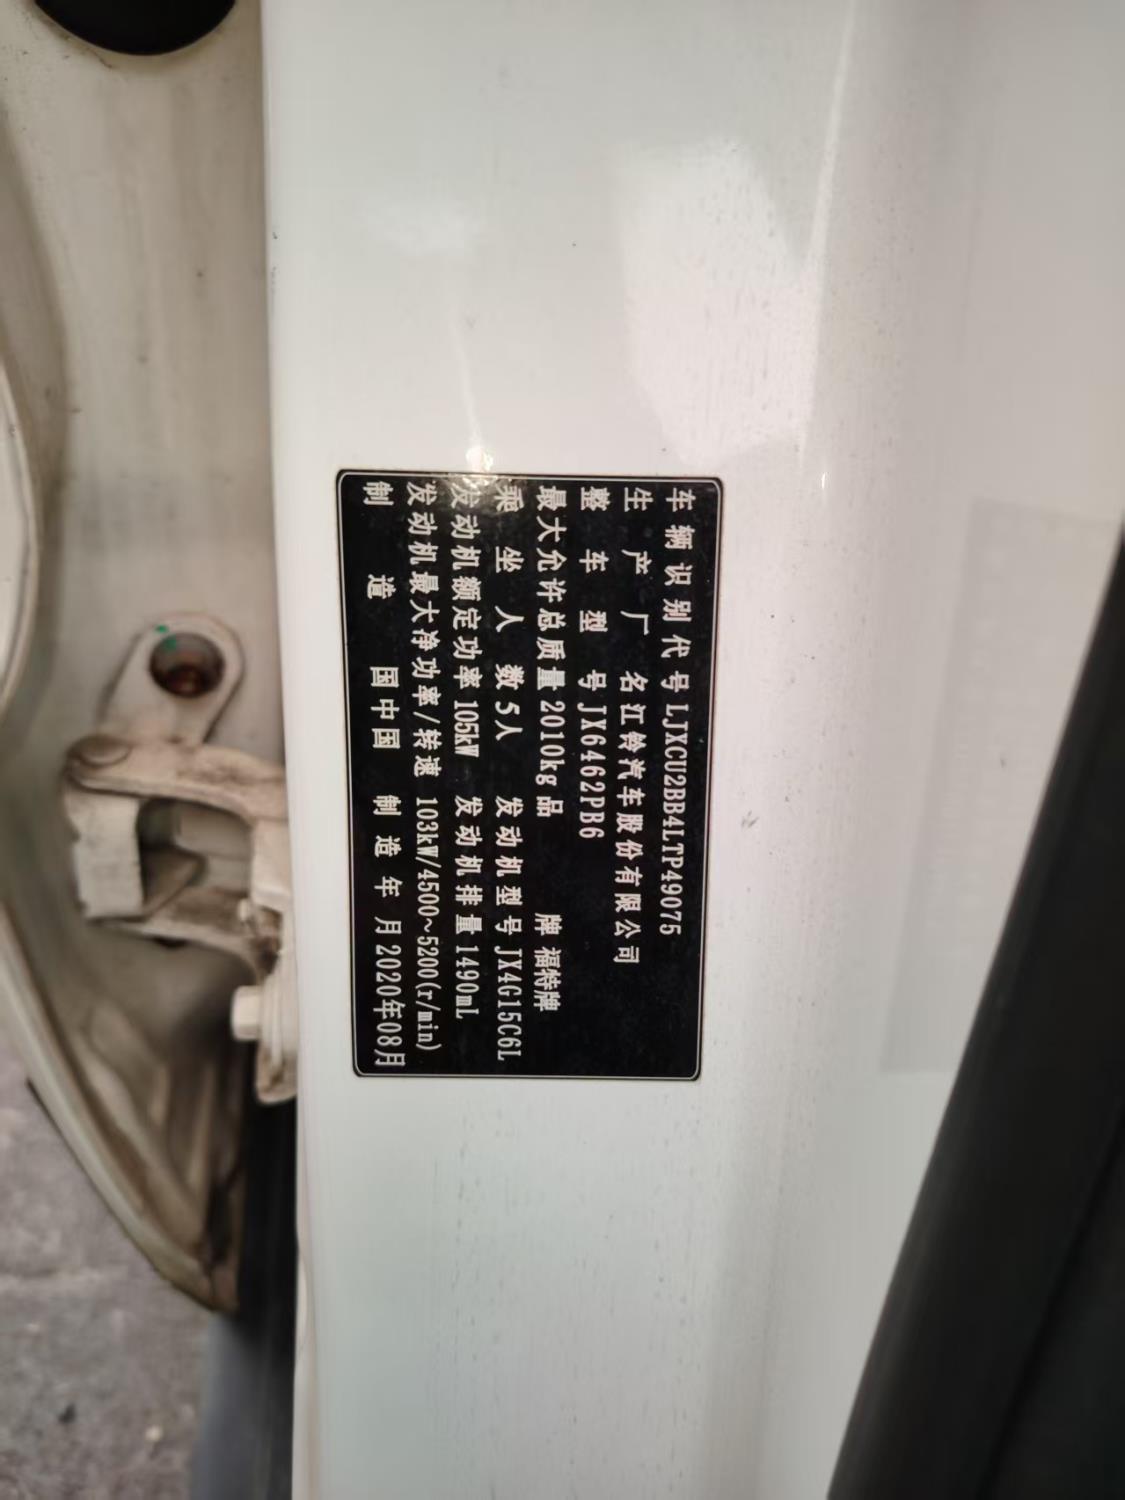 车辆识别代号 LJXCU2BB4LTP49075
生产厂名 江铃汽车股份有限公司
整车型号 JX6462PB6
最大允许总质量 2010kg 品牌 福特牌
乘坐人数 5人 发动机型号 JX4G15C6L
发动机额定功率 105kW 发动机排量 1490mL
发动机最大净功率/转速 103kW/4500~5200(r/min)
制造国 中国 制造年月 2020年08月